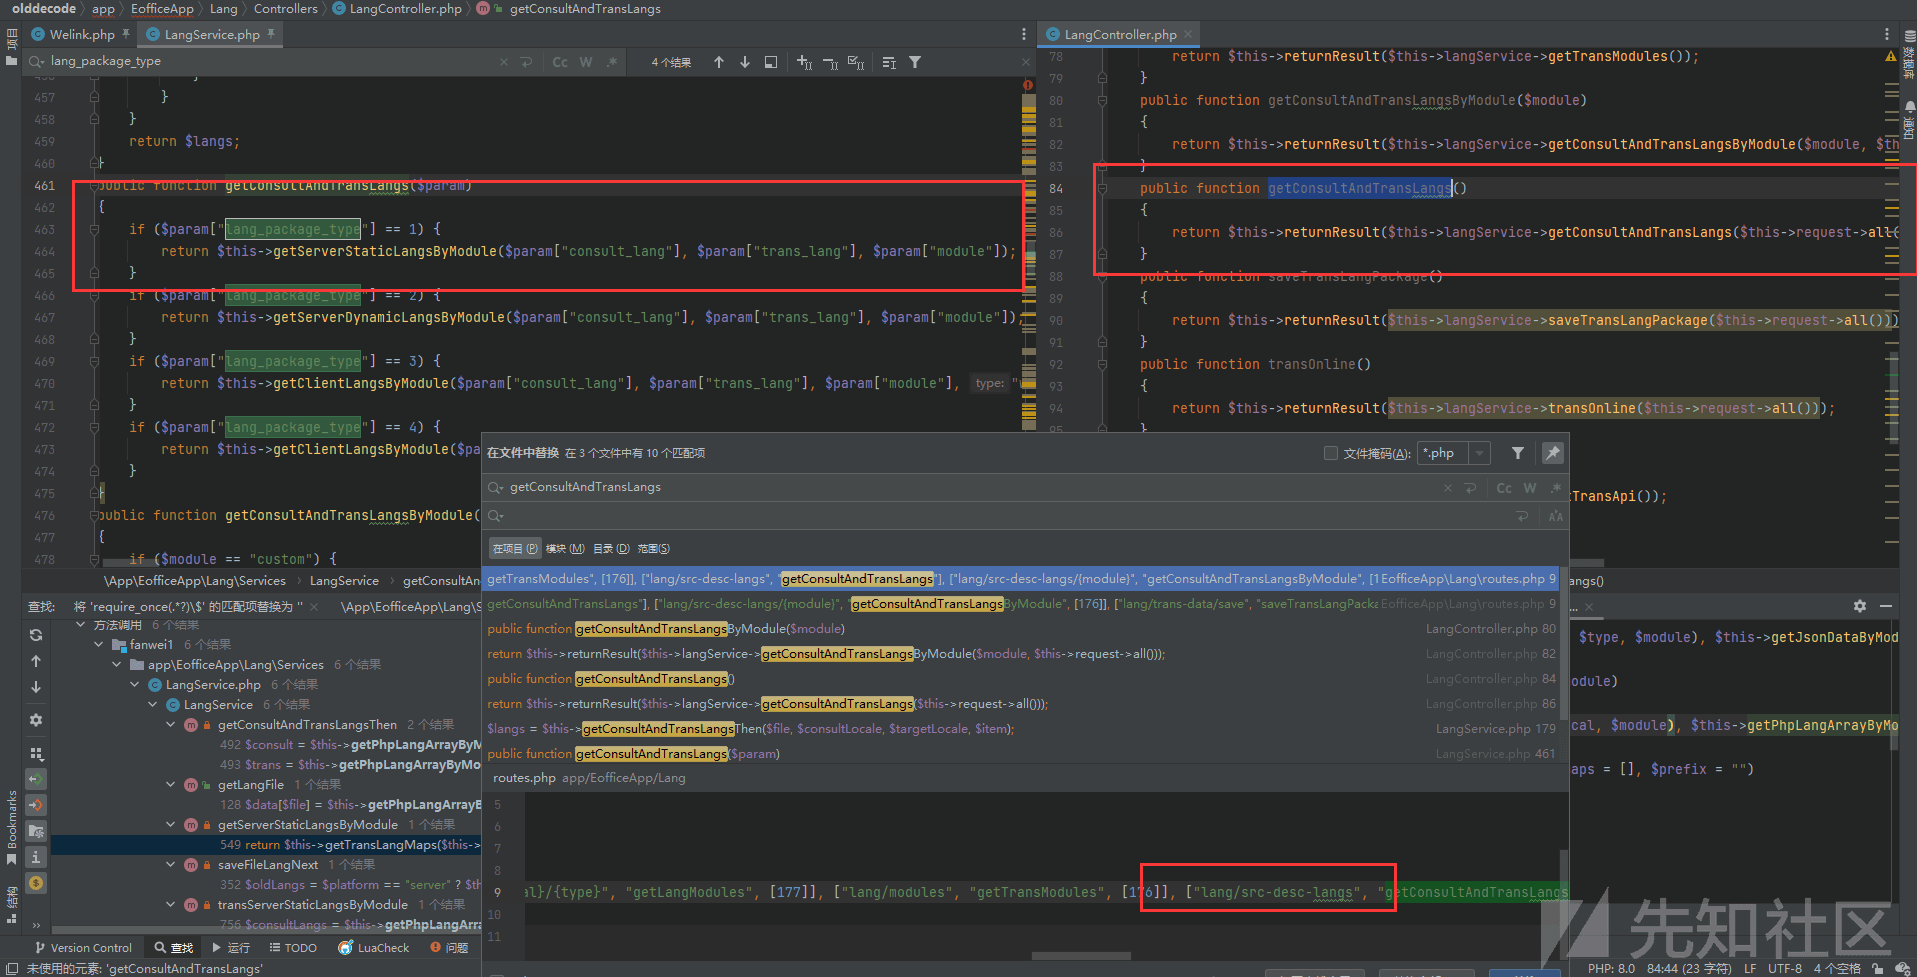 olddecode › app › EofficeApp › Lang › Controllers › LangController.php › getConsultAndTransLangs
Welink.php
LangService.php
LangController.php
lang_package_type
Cc W .*
4 个结果
457 }
458 }
459 return $langs;
460 }
461 public function getConsultAndTransLangs($param)
462 {
463 if ($param["lang_package_type"] == 1) {
464 return $this->getServerStaticLangsByModule($param["consult_lang"], $param["trans_lang"], $param["module"]);
465 }
466 if ($param["lang_package_type"] == 2) {
467 return $this->getServerDynamicLangsByModule($param["consult_lang"], $param["trans_lang"], $param["module"]);
468 }
469 if ($param["lang_package_type"] == 3) {
470 return $this->getClientLangsByModule($param["consult_lang"], $param["trans_lang"], $param["module"], type:
471 }
472 if ($param["lang_package_type"] == 4) {
473 return $this->getClientLangsByModule($pa
474 }
475 }
476 public function getConsultAndTransLangsByModule(
477 {
478 if ($module == "custom") {
\App\EofficeApp\Lang\Services › LangService › getConsultAn
78 return $this->returnResult($this->langService->getTransModules());
79 }
80 public function getConsultAndTransLangsByModule($module)
81 {
82 return $this->returnResult($this->langService->getConsultAndTransLangsByModule($module, $th
83 }
84 public function getConsultAndTransLangs()
85 {
86 return $this->returnResult($this->langService->getConsultAndTransLangs($this->request->all(
87 }
88 public function saveTransLangPackage()
89 {
90 return $this->returnResult($this->langService->saveTransLangPackage($this->request->all()))
91 }
92 public function transOnline()
93 {
94 return $this->returnResult($this->langService->transOnline($this->request->all()));
95 }
tTransApi());
angs()
在文件中替换 在 3 个文件中有 10 个匹配项
文件掩码(A): *.php
getConsultAndTransLangs
Cc W .*
在项目 (P) 模块 (M) 目录 (D) 范围(S)
getTransModules", [176]], ["lang/src-desc-langs", "getConsultAndTransLangs"], ["lang/src-desc-langs/{module}", "getConsultAndTransLangsByModule", [1EofficeApp\Lang\routes.php 9
getConsultAndTransLangs"], ["lang/src-desc-langs/{module}", "getConsultAndTransLangsByModule", [176]], ["lang/trans-data/save", "saveTransLangPacka EofficeApp\Lang\routes.php 9
public function getConsultAndTransLangsByModule($module) LangController.php 80
return $this->returnResult($this->langService->getConsultAndTransLangsByModule($module, $this->request->all())); LangController.php 82
public function getConsultAndTransLangs() LangController.php 84
return $this->returnResult($this->langService->getConsultAndTransLangs($this->request->all())); LangController.php 86
$langs = $this->getConsultAndTransLangsThen($file, $consultLocale, $targetLocale, $item); LangService.php 179
public function getConsultAndTransLangs($param) LangService.php 461
routes.php app/EofficeApp/Lang
5
6
7
8
9 al}/{type}", "getLangModules", [177]], ["lang/modules", "getTransModules", [176]], ["lang/src-desc-langs", "getConsultAndTransLangs
10
11
查找: 将 'require_once(.*?)\$' 的匹配项替换为 '' × \App\EofficeApp\Lang\S
方法调用 6 个结果
fanwei1 6 个结果
app\EofficeApp\Lang\Services 6 个结果
LangService.php 6 个结果
LangService 6 个结果
getConsultAndTransLangsThen 2 个结果
492 $consult = $this->getPhpLangArrayByM
493 $trans = $this->getPhpLangArrayByMo
getLangFile 1 个结果
128 $data[$file] = $this->getPhpLangArrayB
getServerStaticLangsByModule 1 个结果
549 return $this->getTransLangMaps($this->
saveFileLangNext 1 个结果
352 $oldLangs = $platform == "server" ? $th
transServerStaticLangsByModule 1 个结果
756 $consultLangs = $this->getPhpLangArray
$type, $module), $this->getJsonDataByMod
odule)
cal, $module), $this->getPhpLangArrayByMo
aps = [], $prefix = "")
项目
Bookmarks
结构
数据库
通知
Version Control 查找 运行 TODO LuaCheck 问题
未使用的元素: 'getConsultAndTransLangs'
PHP: 8.0 84:44 (23 字符) LF UTF-8 4 个空格
先知社区